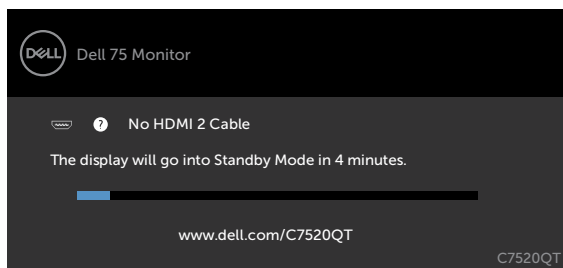 DELL
Dell 75 Monitor
? No HDMI 2 Cable
The display will go into Standby Mode in 4 minutes.
www.dell.com/C7520QT
C7520QT